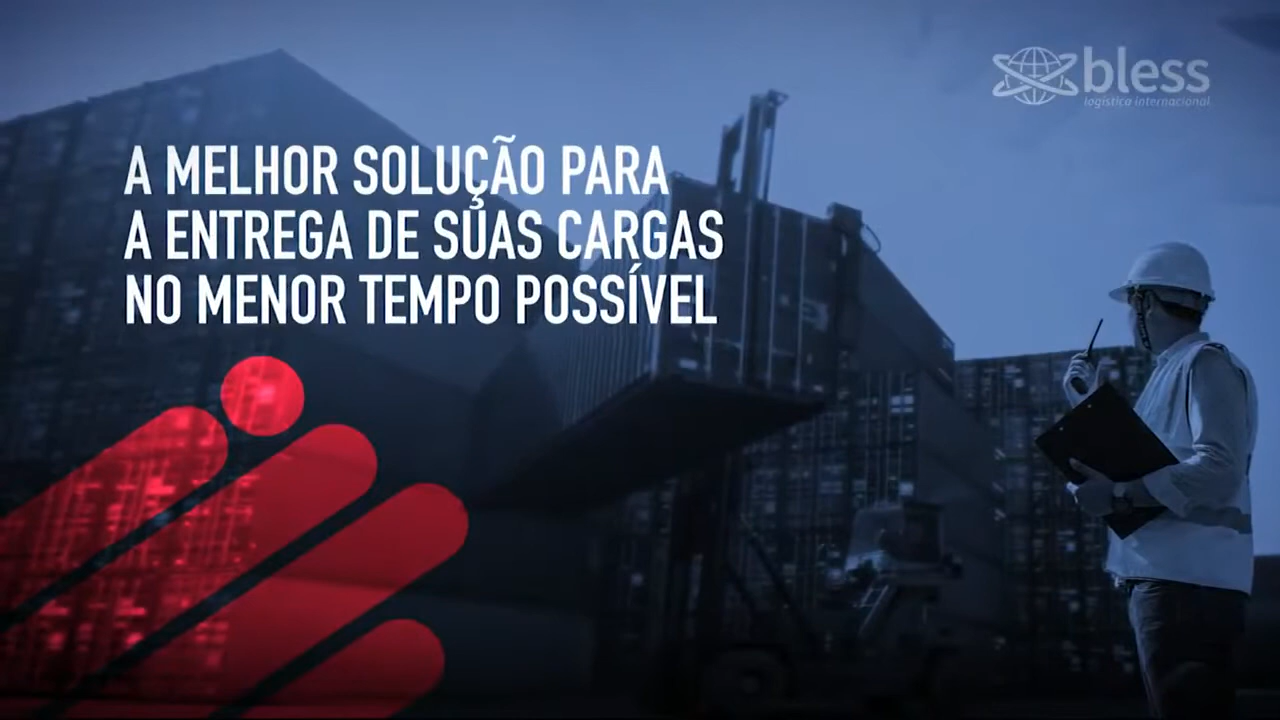 bless
logística internacional
A MELHOR SOLUÇÃO PARA
A ENTREGA DE SUAS CARGAS
NO MENOR TEMPO POSSÍVEL